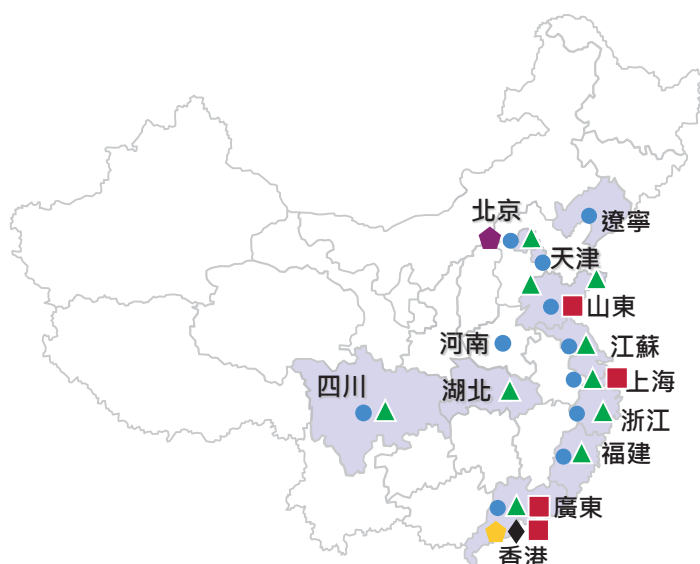 北京
遼寧
天津
山東
河南
江蘇
四川
湖北
上海
浙江
福建
廣東
香港